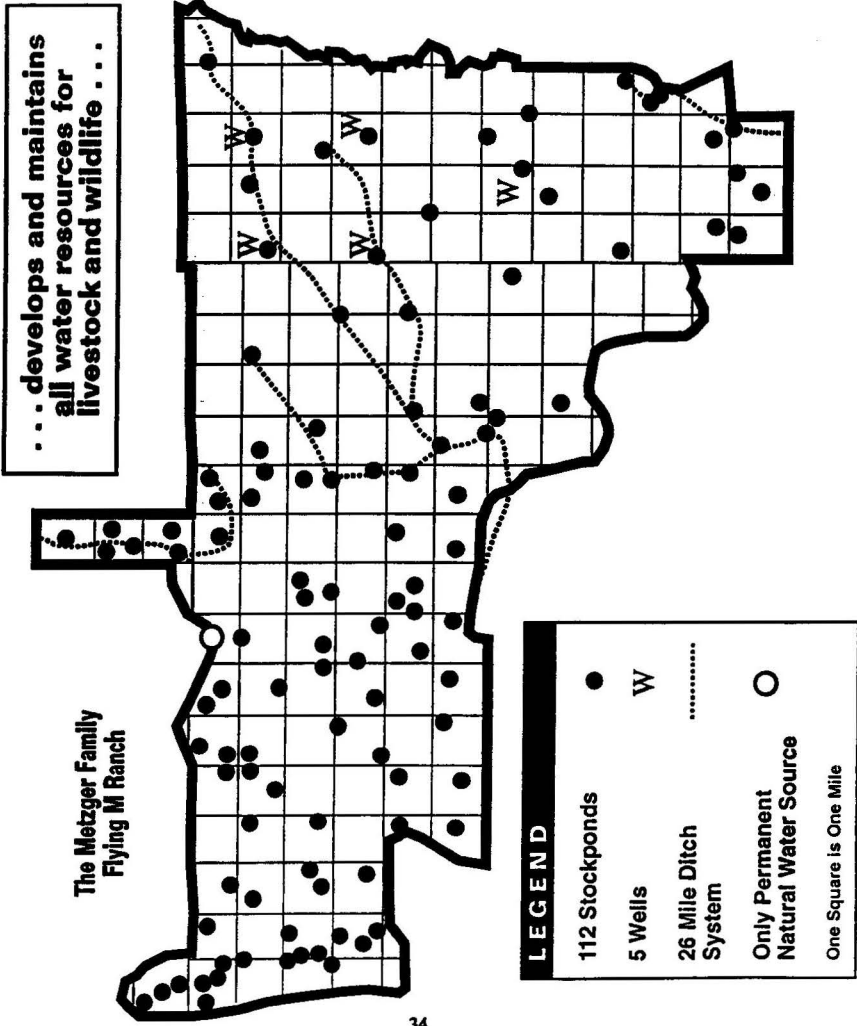 ...develops and maintains
all water resources for
livestock and wildlife...
The Metzger Family
Flying M Ranch
W
W
W
W
W
LEGEND
112 Stockponds
5 Wells
W
26 Mile Ditch
System
Only Permanent
Natural Water Source
One Square is One Mile
34